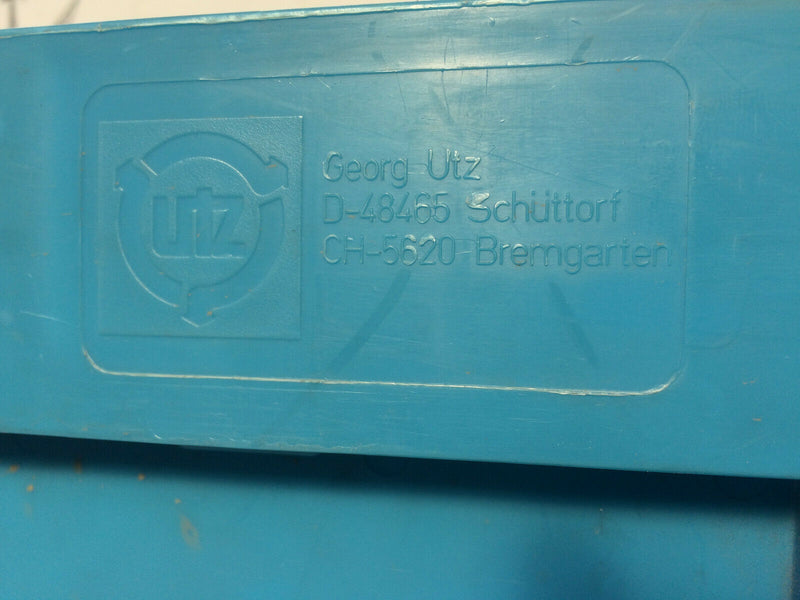 utz
Georg Utz
D-48465 Schüttorf
CH-5620 Bremgarten